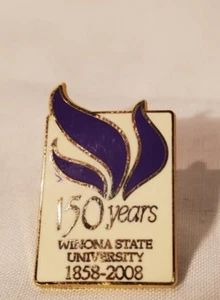 150 years
WINONA STATE
UNIVERSITY
1858-2008